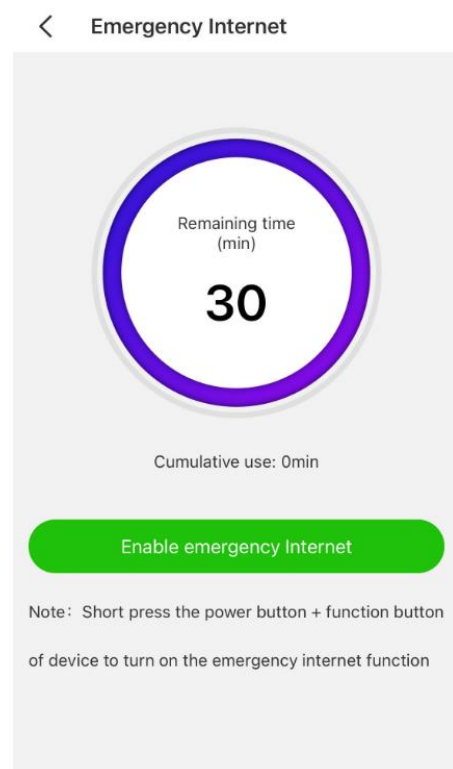 Emergency Internet
Remaining time
(min)
30
Cumulative use: 0min
Enable emergency Internet
Note：Short press the power button + function button
of device to turn on the emergency internet function